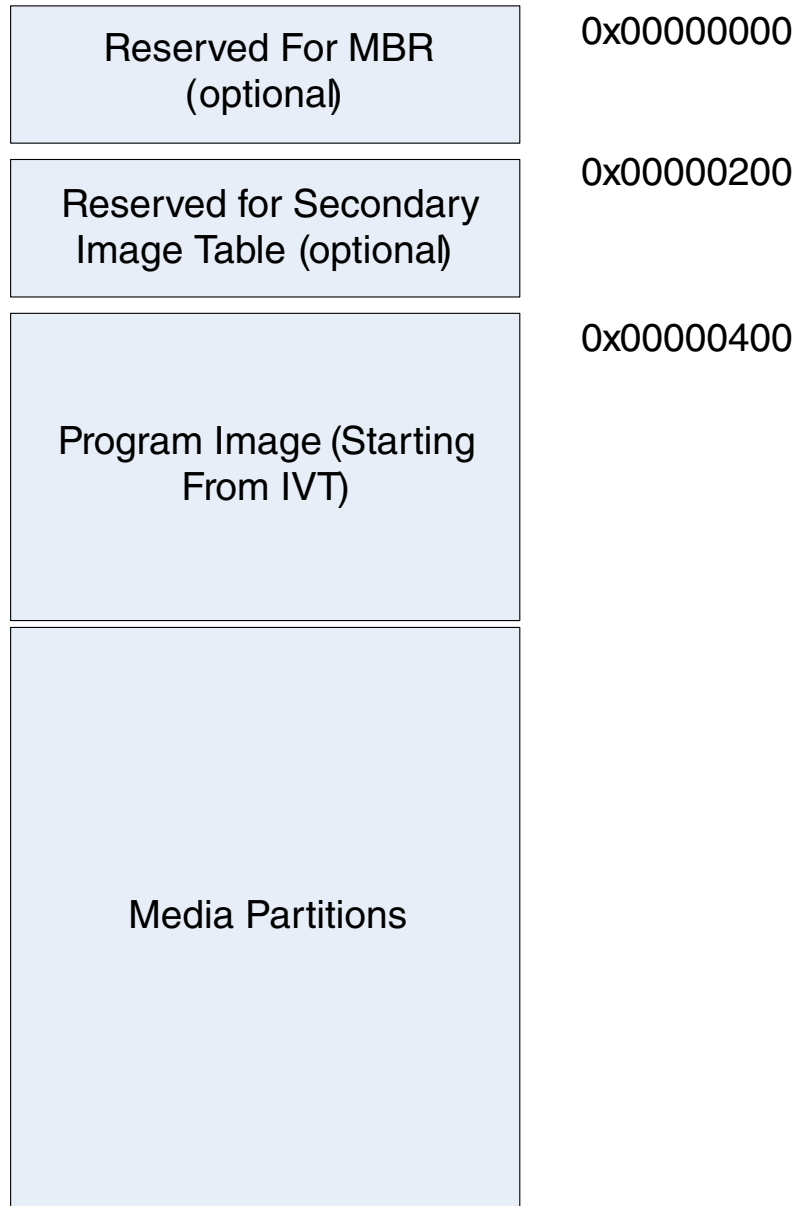 Reserved For MBR
(optional)
0x00000000
Reserved for Secondary
Image Table (optional)
0x00000200
Program Image (Starting
From IVT)
0x00000400
Media Partitions